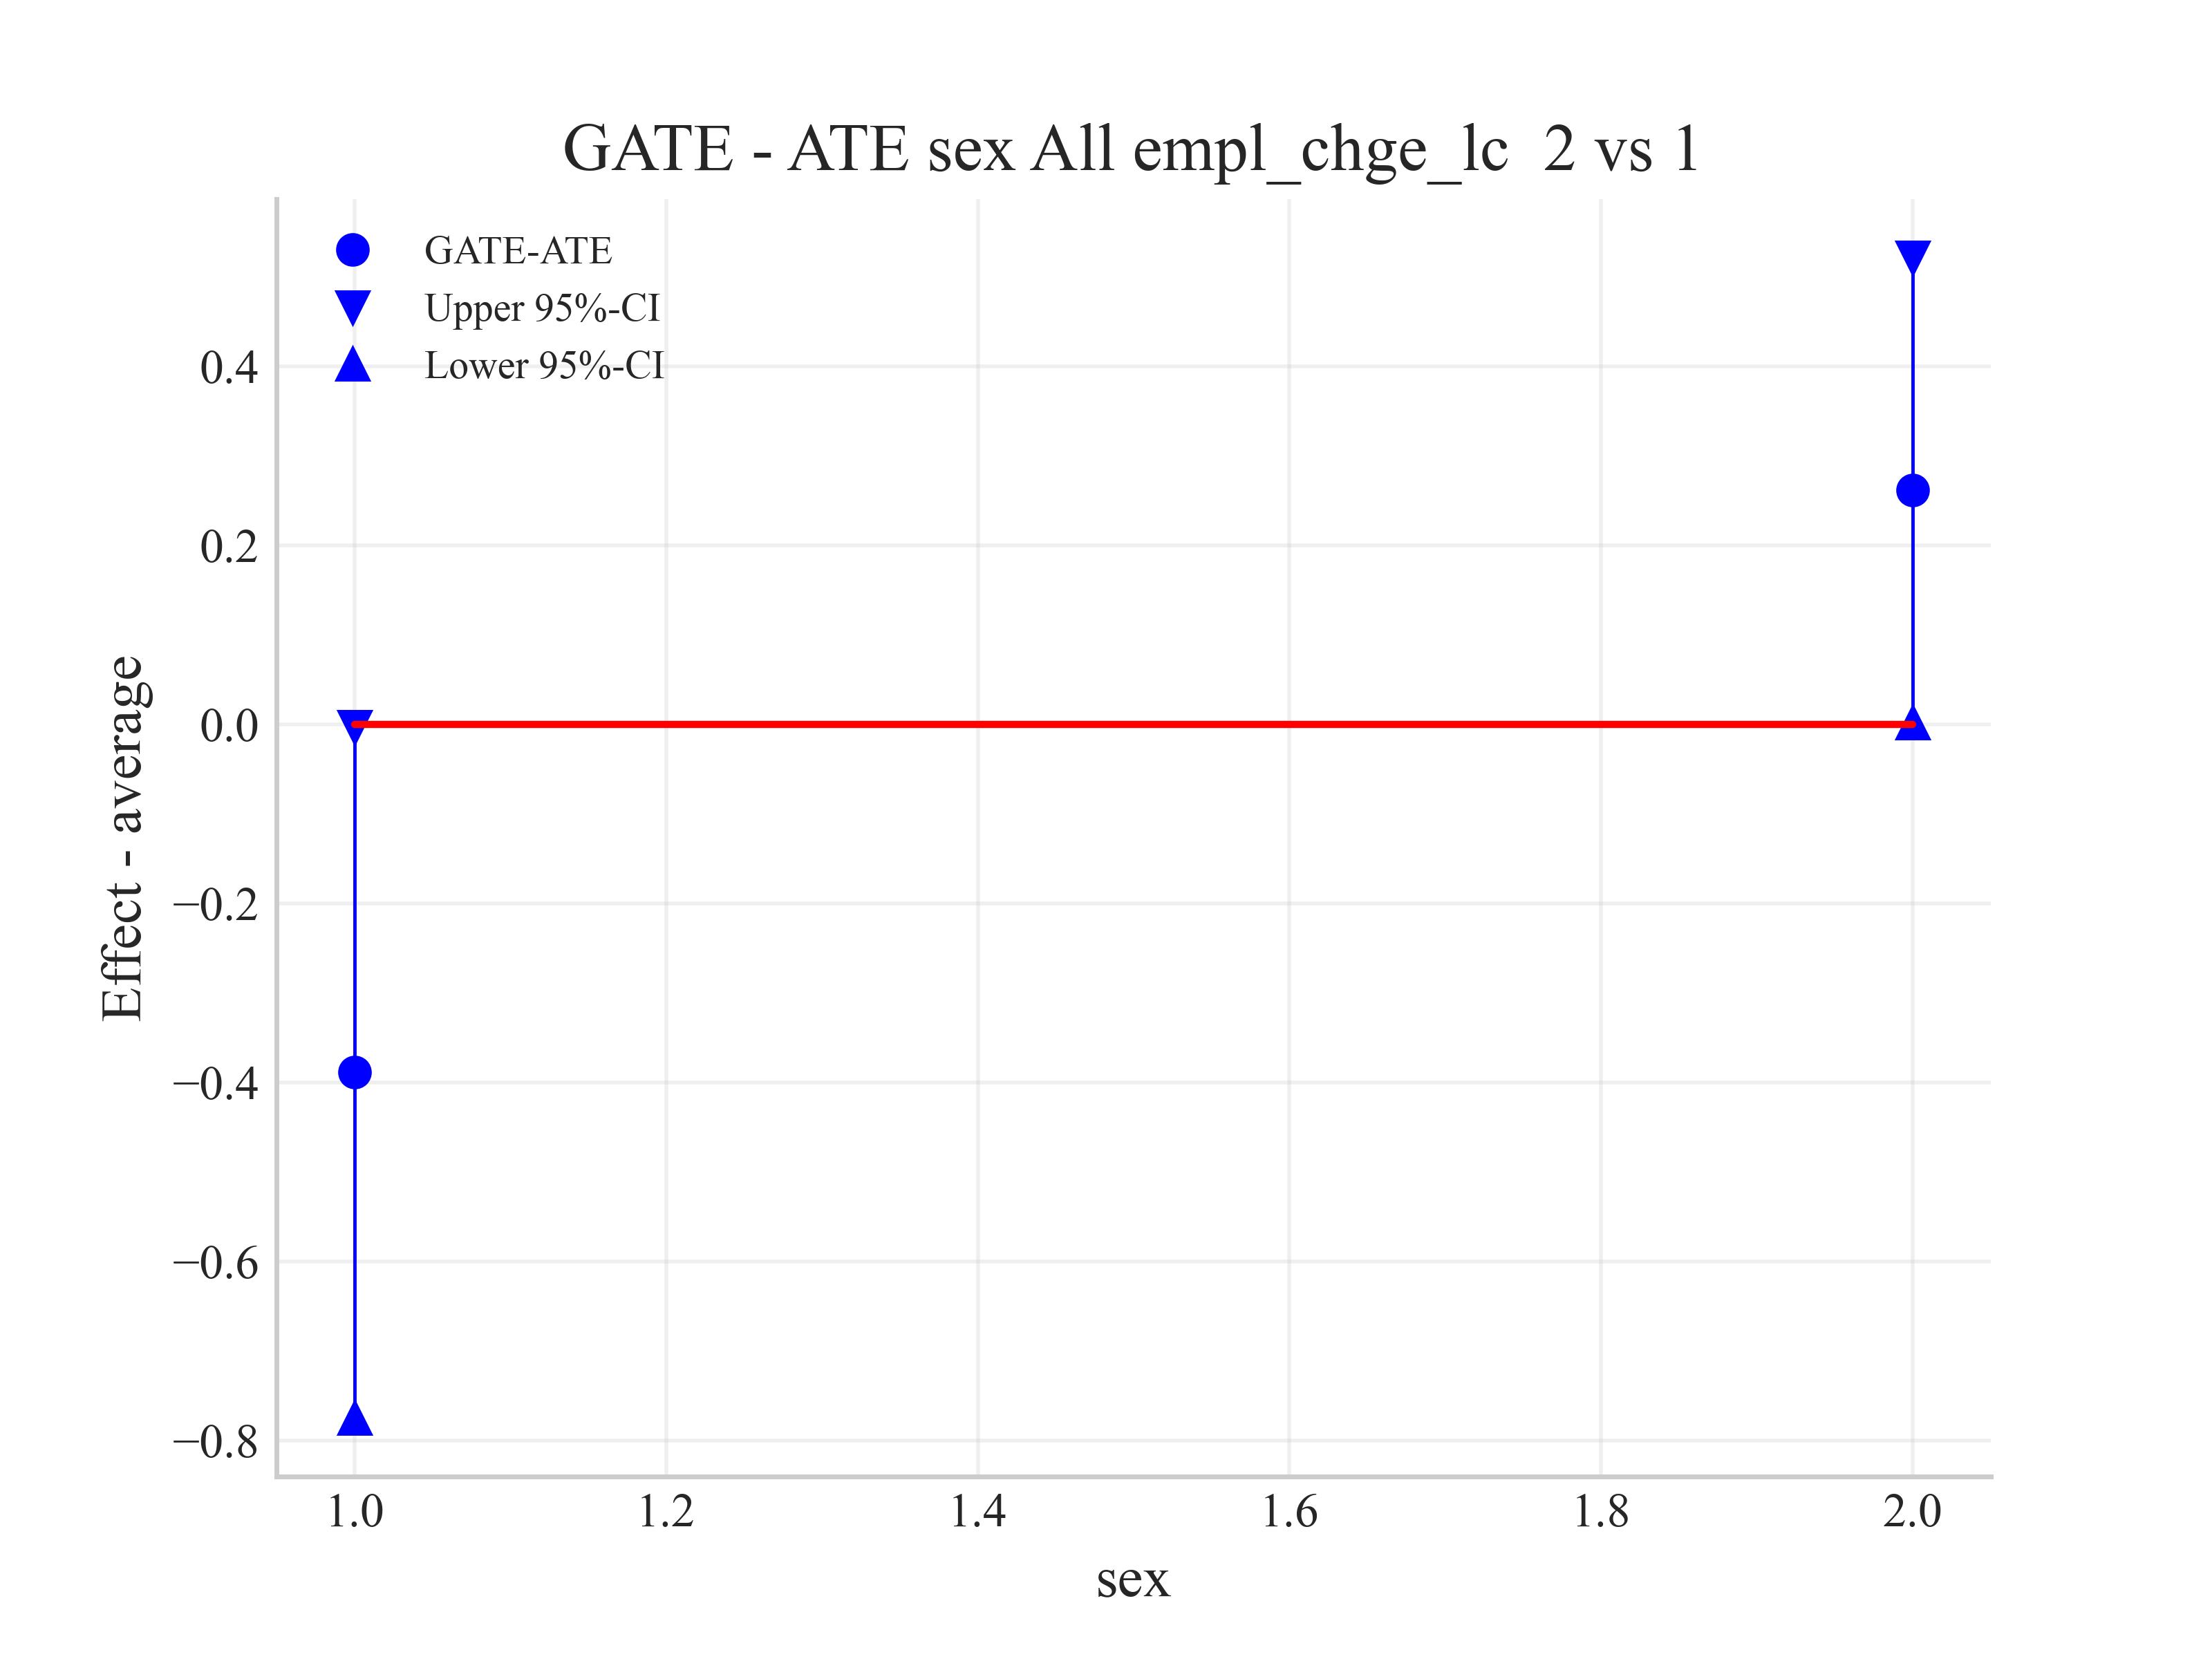 GATE - ATE sex All empl_chge_lc  2 vs 1
GATE-ATE
Upper 95%-CI
Lower 95%-CI
0.4
0.2
0.0
−0.2
−0.4
−0.6
−0.8
Effect - average
1.0 1.2 1.4 1.6 1.8 2.0
sex